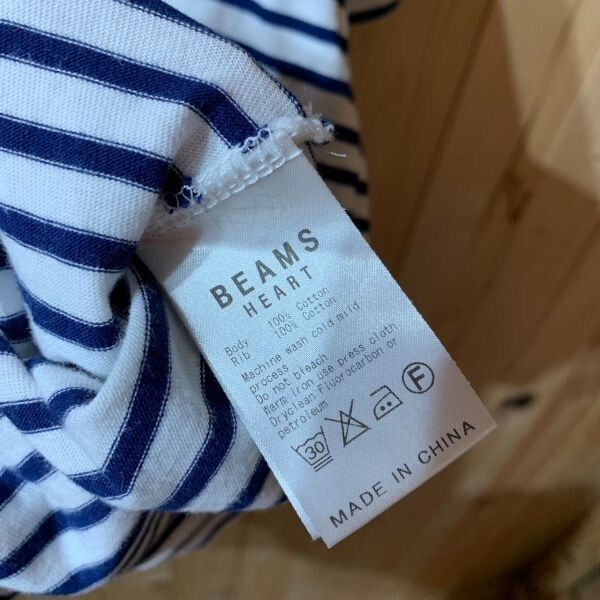 BEAMS
HEART
Body 100% Cotton
Rib 100% Cotton
Machine wash cold mild
process
Do not bleach
Warm iron use press cloth
Dryclean Fluorocarbon or
petroleum
30
F
MADE IN CHINA